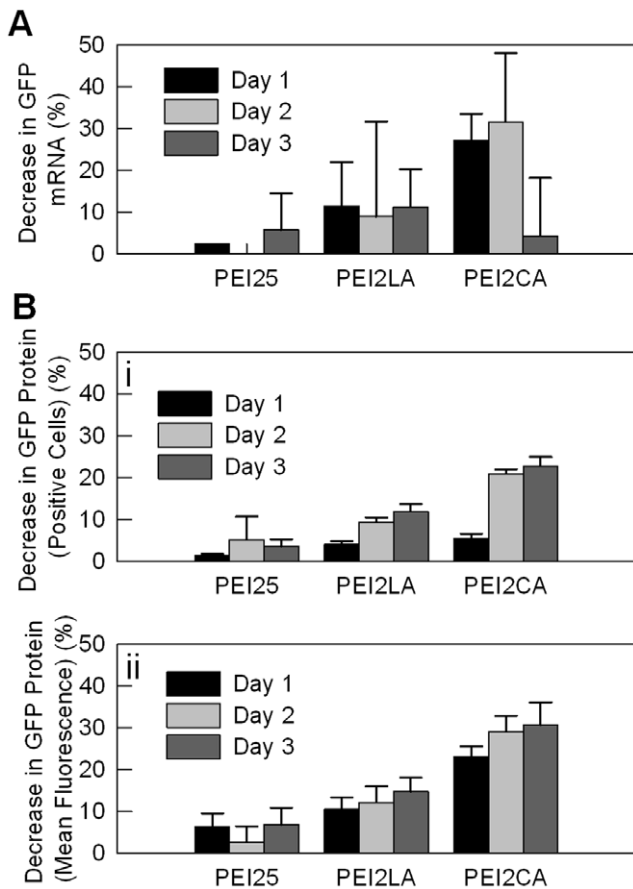 A
Decrease in GFP
mRNA (%)
50
40
30
20
10
0
Day 1
Day 2
Day 3
PEI25 PEI2LA PEI2CA
B
Decrease in GFP Protein
(Positive Cells) (%)
50
40
30
20
10
0
i
Day 1
Day 2
Day 3
PEI25 PEI2LA PEI2CA
Decrease in GFP Protein
(Mean Fluorescence) (%)
50
40
30
20
10
0
ii
Day 1
Day 2
Day 3
PEI25 PEI2LA PEI2CA